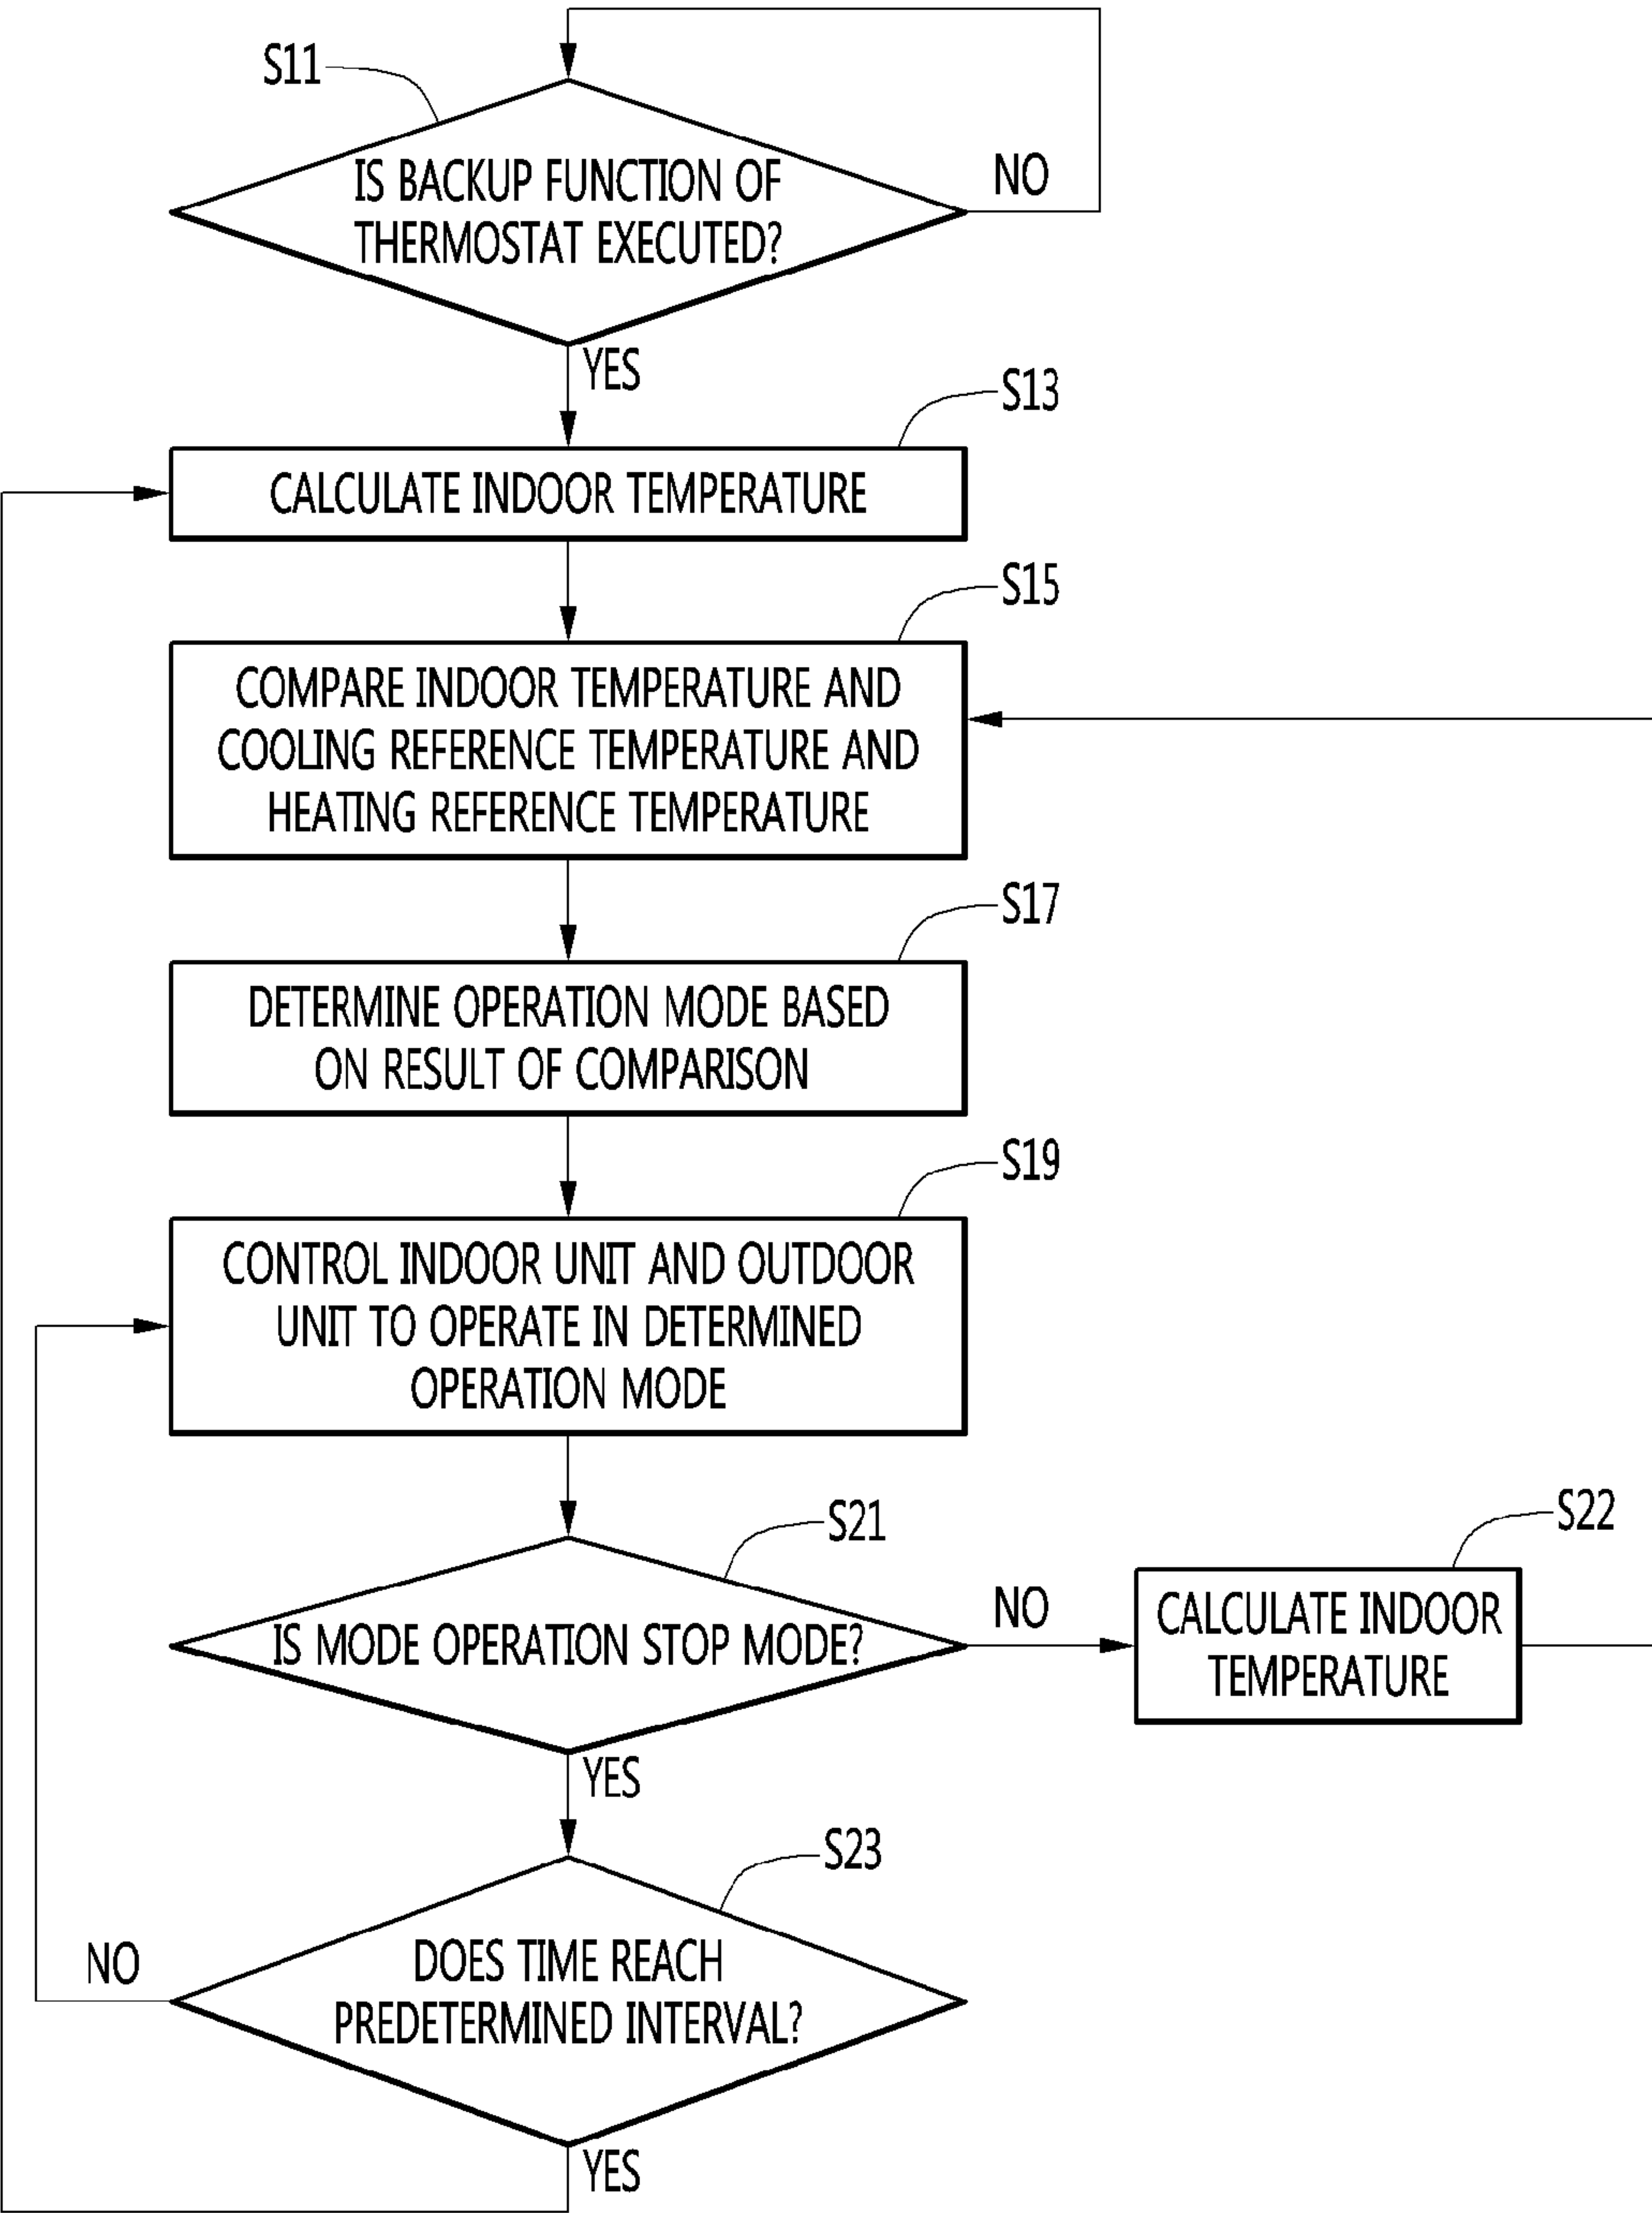 S11
IS BACKUP FUNCTION OF
THERMOSTAT EXECUTED?
NO
YES
S13
CALCULATE INDOOR TEMPERATURE
S15
COMPARE INDOOR TEMPERATURE AND
COOLING REFERENCE TEMPERATURE AND
HEATING REFERENCE TEMPERATURE
S17
DETERMINE OPERATION MODE BASED
ON RESULT OF COMPARISON
S19
CONTROL INDOOR UNIT AND OUTDOOR
UNIT TO OPERATE IN DETERMINED
OPERATION MODE
S21
IS MODE OPERATION STOP MODE?
NO
S22
CALCULATE INDOOR
TEMPERATURE
YES
S23
DOES TIME REACH
PREDETERMINED INTERVAL?
NO
YES